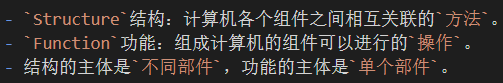 - `Structure`结构：计算机各个组件之间相互关联的`方法`。
- `Function`功能：组成计算机的组件可以进行的`操作`。
- 结构的主体是`不同部件`，功能的主体是`单个部件`。